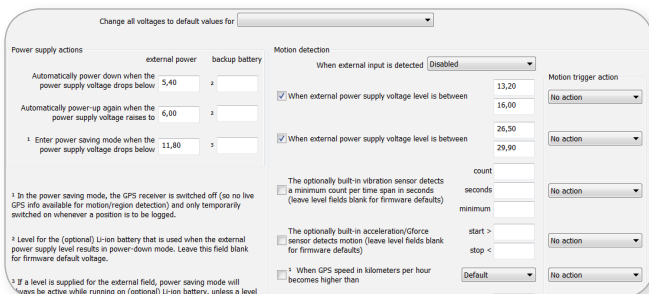 Change all voltages to default values for
Power supply actions
external power backup battery
Automatically power down when the
power supply voltage drops below 5,40 ²
Automatically power-up again when the
power supply voltage raises to 6,00 ²
¹ Enter power saving mode when the
power supply voltage drops below 11,80 ³
¹ In the power saving mode, the GPS receiver is switched off (so no live
GPS info available for motion/region detection) and only temporarily
switched on whenever a position is to be logged.
² Level for the (optional) Li-ion battery that is used when the external
power supply level results in power-down mode. Leave this field blank
for firmware default voltage.
³ If a level is supplied for the external field, power saving mode will
always be active while running on (optional) Li-ion battery, unless a level
Motion detection
When external input is detected Disabled
Motion trigger action
When external power supply voltage level is between 13,20
16,00
No action
When external power supply voltage level is between 26,50
29,90
No action
The optionally built-in vibration sensor detects
a minimum count per time span in seconds
(leave level fields blank for firmware defaults)
count
seconds
minimum
No action
The optionally built-in acceleration/Gforce
sensor detects motion (leave level fields blank
for firmware defaults)
start >
stop <
No action
¹ When GPS speed in kilometers per hour
becomes higher than
Default
No action